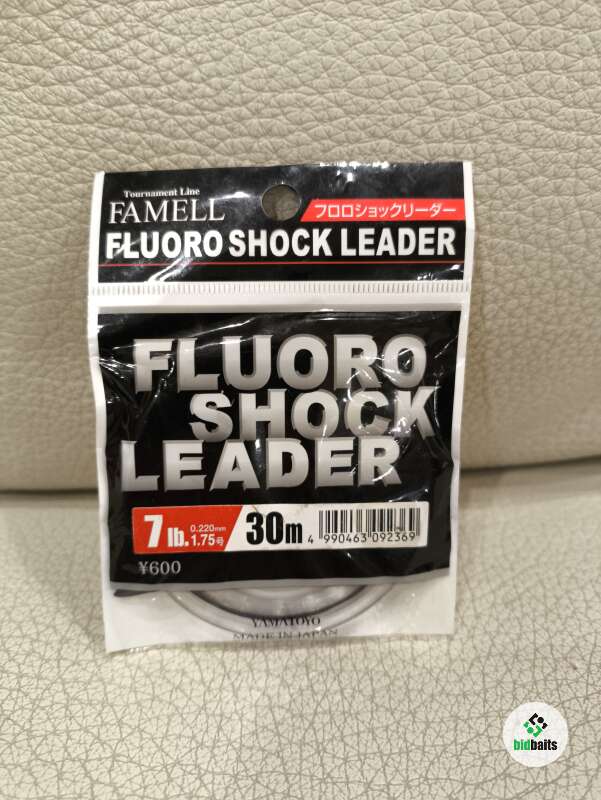 Tournament Line
FAMELL
フロロショックリーダー
FLUORO SHOCK LEADER
FLUORO
SHOCK
LEADER
7lb. 0.220mm 1.75号 30m
4 990463 092369
¥600
YAMATOYO
MADE IN JAPAN
bidbaits